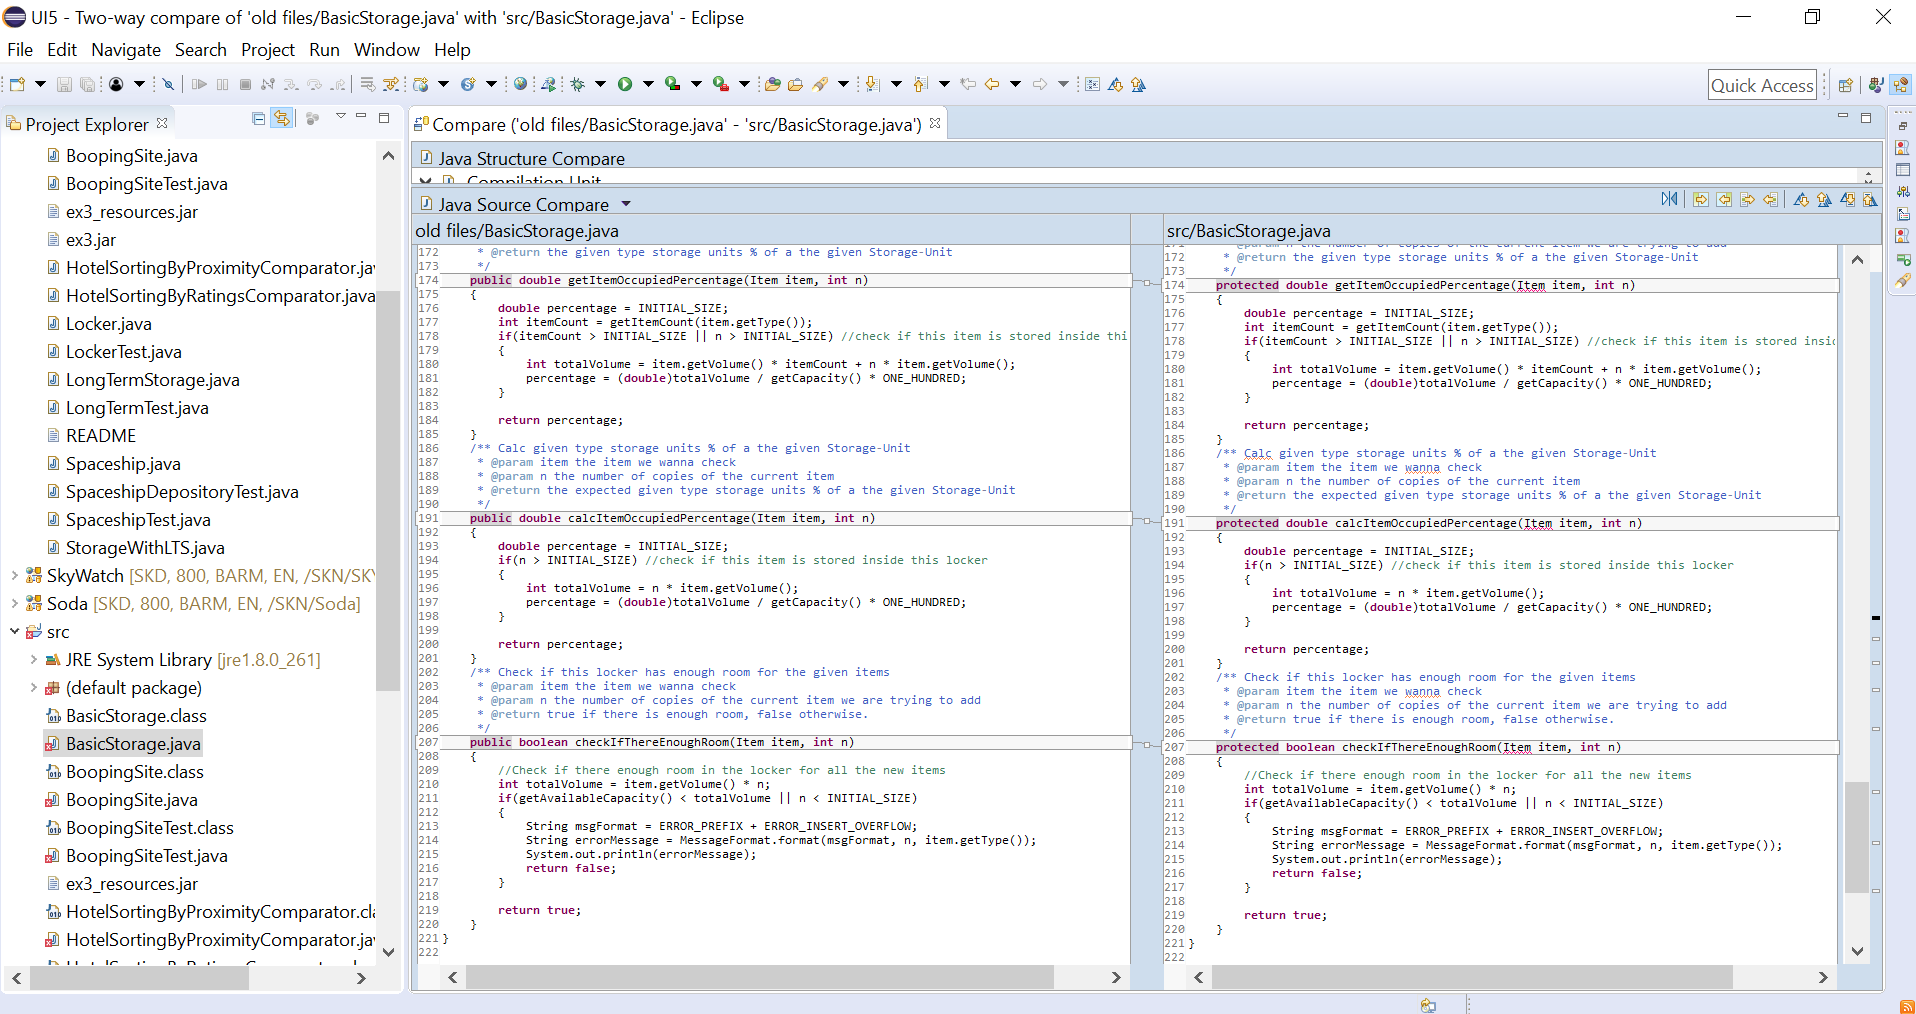 UI5 - Two-way compare of 'old files/BasicStorage.java' with 'src/BasicStorage.java' - Eclipse
File Edit Navigate Search Project Run Window Help
Quick Access
Project Explorer
BoopingSite.java
BoopingSiteTest.java
ex3_resources.jar
ex3.jar
HotelSortingByProximityComparator.ja
HotelSortingByRatingsComparator.java
Locker.java
LockerTest.java
LongTermStorage.java
LongTermTest.java
README
Spaceship.java
SpaceshipDepositoryTest.java
SpaceshipTest.java
StorageWithLTS.java
SkyWatch [SKD, 800, BARM, EN, /SKN/SKY
Soda [SKD, 800, BARM, EN, /SKN/Soda]
src
JRE System Library [jre1.8.0_261]
(default package)
BasicStorage.class
BasicStorage.java
BoopingSite.class
BoopingSite.java
BoopingSiteTest.class
BoopingSiteTest.java
ex3_resources.jar
HotelSortingByProximityComparator.cla
HotelSortingByProximityComparator.ja
Compare ('old files/BasicStorage.java' - 'src/BasicStorage.java')
Java Structure Compare
Compilation Unit
Java Source Compare
old files/BasicStorage.java
172 * @return the given type storage units % of a the given Storage-Unit
173 */
174 public double getItemOccupiedPercentage(Item item, int n)
175 {
176 double percentage = INITIAL_SIZE;
177 int itemCount = getItemCount(item.getType());
178 if(itemCount > INITIAL_SIZE || n > INITIAL_SIZE) //check if this item is stored inside thi
179 {
180 int totalVolume = item.getVolume() * itemCount + n * item.getVolume();
181 percentage = (double)totalVolume / getCapacity() * ONE_HUNDRED;
182 }
183
184 return percentage;
185 }
186 /** Calc given type storage units % of a the given Storage-Unit
187 * @param item the item we wanna check
188 * @param n the number of copies of the current item
189 * @return the expected given type storage units % of a the given Storage-Unit
190 */
191 public double calcItemOccupiedPercentage(Item item, int n)
192 {
193 double percentage = INITIAL_SIZE;
194 if(n > INITIAL_SIZE) //check if this item is stored inside this locker
195 {
196 int totalVolume = n * item.getVolume();
197 percentage = (double)totalVolume / getCapacity() * ONE_HUNDRED;
198 }
199
200 return percentage;
201 }
202 /** Check if this locker has enough room for the given items
203 * @param item the item we wanna check
204 * @param n the number of copies of the current item we are trying to add
205 * @return true if there is enough room, false otherwise.
206 */
207 public boolean checkIfThereEnoughRoom(Item item, int n)
208 {
209 //Check if there enough room in the locker for all the new items
210 int totalVolume = item.getVolume() * n;
211 if(getAvailableCapacity() < totalVolume || n < INITIAL_SIZE)
212 {
213 String msgFormat = ERROR_PREFIX + ERROR_INSERT_OVERFLOW;
214 String errorMessage = MessageFormat.format(msgFormat, n, item.getType());
215 System.out.println(errorMessage);
216 return false;
217 }
218
219 return true;
220 }
221 }
222
src/BasicStorage.java
171 * @param n the number of copies of the current item we are trying to add
172 * @return the given type storage units % of a the given Storage-Unit
173 */
174 protected double getItemOccupiedPercentage(Item item, int n)
175 {
176 double percentage = INITIAL_SIZE;
177 int itemCount = getItemCount(item.getType());
178 if(itemCount > INITIAL_SIZE || n > INITIAL_SIZE) //check if this item is stored insi
179 {
180 int totalVolume = item.getVolume() * itemCount + n * item.getVolume();
181 percentage = (double)totalVolume / getCapacity() * ONE_HUNDRED;
182 }
183
184 return percentage;
185 }
186 /** Calc given type storage units % of a the given Storage-Unit
187 * @param item the item we wanna check
188 * @param n the number of copies of the current item
189 * @return the expected given type storage units % of a the given Storage-Unit
190 */
191 protected double calcItemOccupiedPercentage(Item item, int n)
192 {
193 double percentage = INITIAL_SIZE;
194 if(n > INITIAL_SIZE) //check if this item is stored inside this locker
195 {
196 int totalVolume = n * item.getVolume();
197 percentage = (double)totalVolume / getCapacity() * ONE_HUNDRED;
198 }
199
200 return percentage;
201 }
202 /** Check if this locker has enough room for the given items
203 * @param item the item we wanna check
204 * @param n the number of copies of the current item we are trying to add
205 * @return true if there is enough room, false otherwise.
206 */
207 protected boolean checkIfThereEnoughRoom(Item item, int n)
208 {
209 //Check if there enough room in the locker for all the new items
210 int totalVolume = item.getVolume() * n;
211 if(getAvailableCapacity() < totalVolume || n < INITIAL_SIZE)
212 {
213 String msgFormat = ERROR_PREFIX + ERROR_INSERT_OVERFLOW;
214 String errorMessage = MessageFormat.format(msgFormat, n, item.getType());
215 System.out.println(errorMessage);
216 return false;
217 }
218
219 return true;
220 }
221 }
222